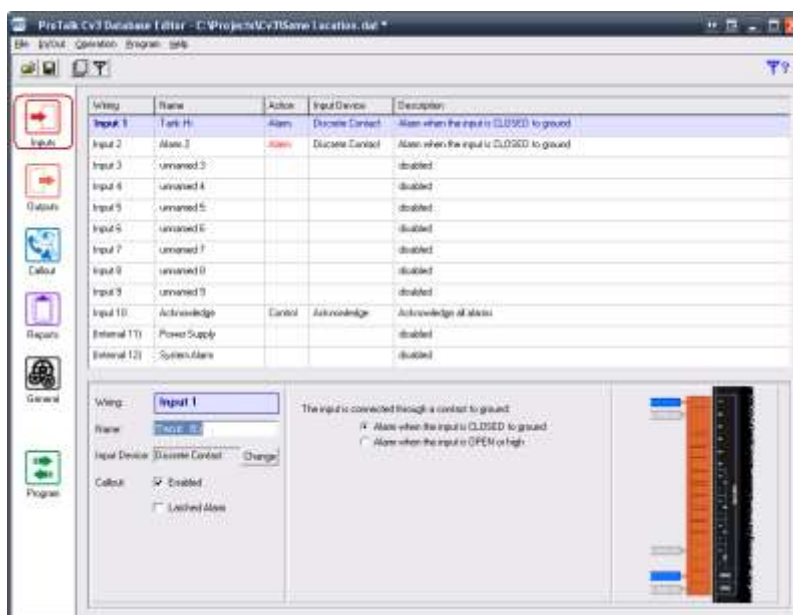 ProTalk Cv3 Database Editor - C:\Projects\Cv3\Some Location.dat *
File In/Out Operation Program Help
Wiring Name Action Input Device Description
Input 1 Tank Hi Alarm Discrete Contact Alarm when the input is CLOSED to ground
Input 2 Alarm 2 Alarm Discrete Contact Alarm when the input is CLOSED to ground
Input 3 unnamed 3 disabled
Input 4 unnamed 4 disabled
Input 5 unnamed 5 disabled
Input 6 unnamed 6 disabled
Input 7 unnamed 7 disabled
Input 8 unnamed 8 disabled
Input 9 unnamed 9 disabled
Input 10 Acknowledge Control Acknowledge Acknowledge all alarms
(Internal 11) Power Supply disabled
(Internal 12) System Alarm disabled
Inputs
Outputs
Callout
Reports
General
Program
Wiring: Input 1
Name: Tank Hi
Input Device: Discrete Contact Change
Callout: Enabled
Latched Alarm
The input is connected through a contact to ground:
Alarm when the input is CLOSED to ground
Alarm when the input is OPEN or high